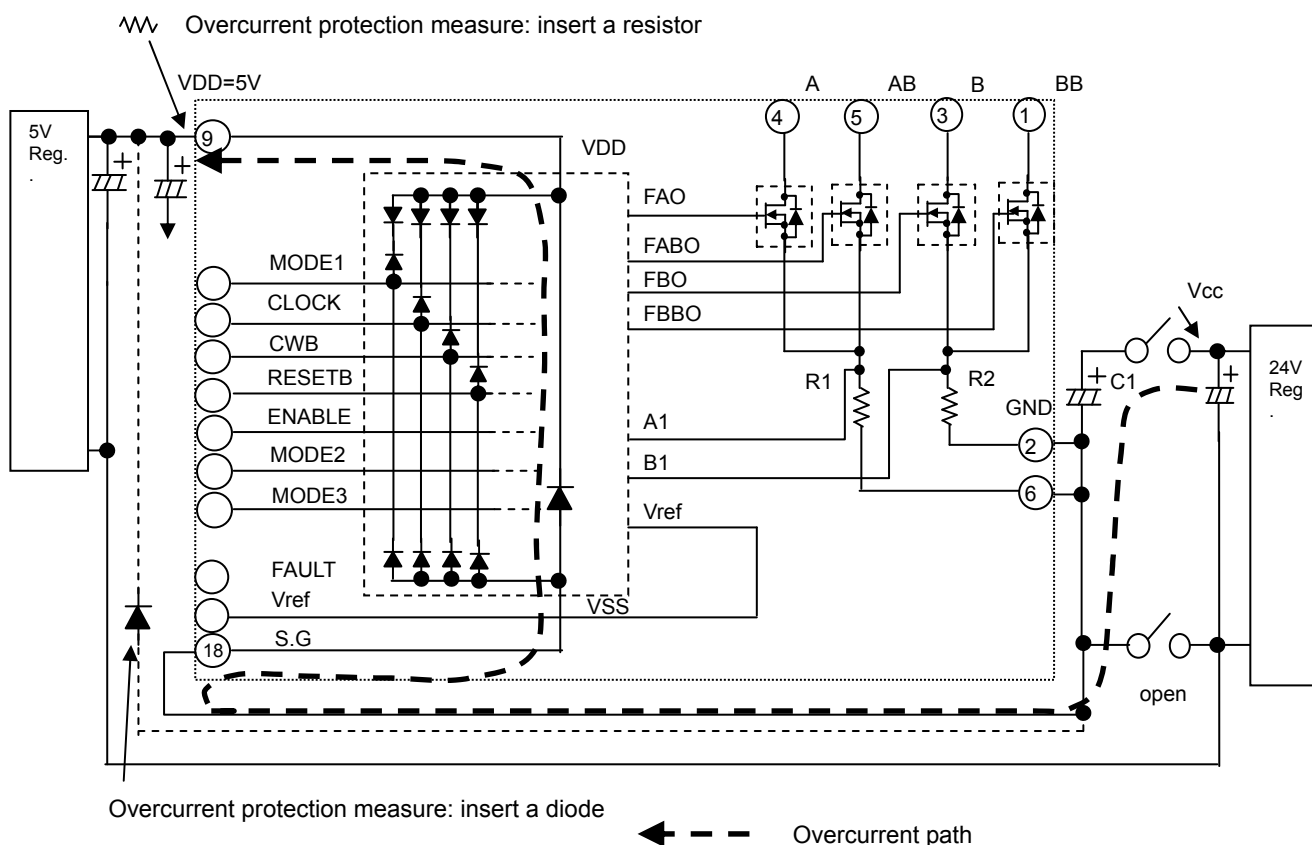 Overcurrent protection measure: insert a resistor
VDD=5V
A
AB
B
BB
5V
Reg.
.
9
4
5
3
1
VDD
FAO
FABO
FBO
FBBO
MODE1
CLOCK
CWB
RESETB
ENABLE
MODE2
MODE3
FAULT
Vref
S.G
18
VSS
A1
B1
Vref
R1
R2
GND
2
6
C1
Vcc
24V
Reg
.
open
+
+
+
+
Overcurrent protection measure: insert a diode
Overcurrent path